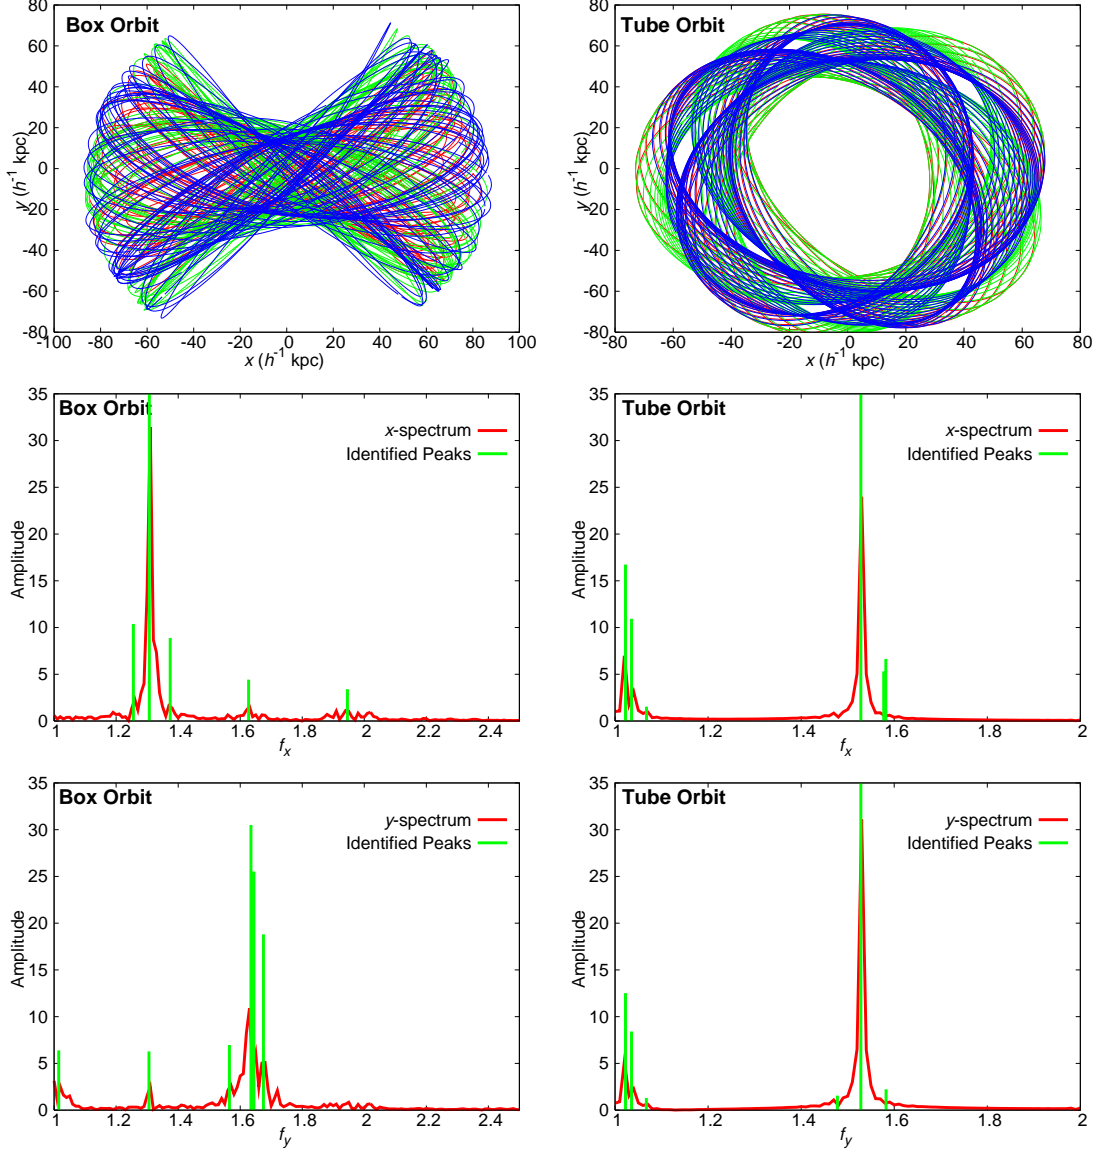 Box Orbit
80
60
40
20
0
-20
-40
-60
-80
y (h⁻¹ kpc)
-100 -80 -60 -40 -20 0 20 40 60 80 100
x (h⁻¹ kpc)
Tube Orbit
80
60
40
20
0
-20
-40
-60
-80
y (h⁻¹ kpc)
-80 -60 -40 -20 0 20 40 60 80
x (h⁻¹ kpc)
Box Orbit
x-spectrum
Identified Peaks
35
30
25
20
15
10
5
0
Amplitude
1 1.2 1.4 1.6 1.8 2 2.2 2.4
fₓ
Tube Orbit
x-spectrum
Identified Peaks
35
30
25
20
15
10
5
0
Amplitude
1 1.2 1.4 1.6 1.8 2
fₓ
Box Orbit
y-spectrum
Identified Peaks
35
30
25
20
15
10
5
0
Amplitude
1 1.2 1.4 1.6 1.8 2 2.2 2.4
f_y
Tube Orbit
y-spectrum
Identified Peaks
35
30
25
20
15
10
5
0
Amplitude
1 1.2 1.4 1.6 1.8 2
f_y